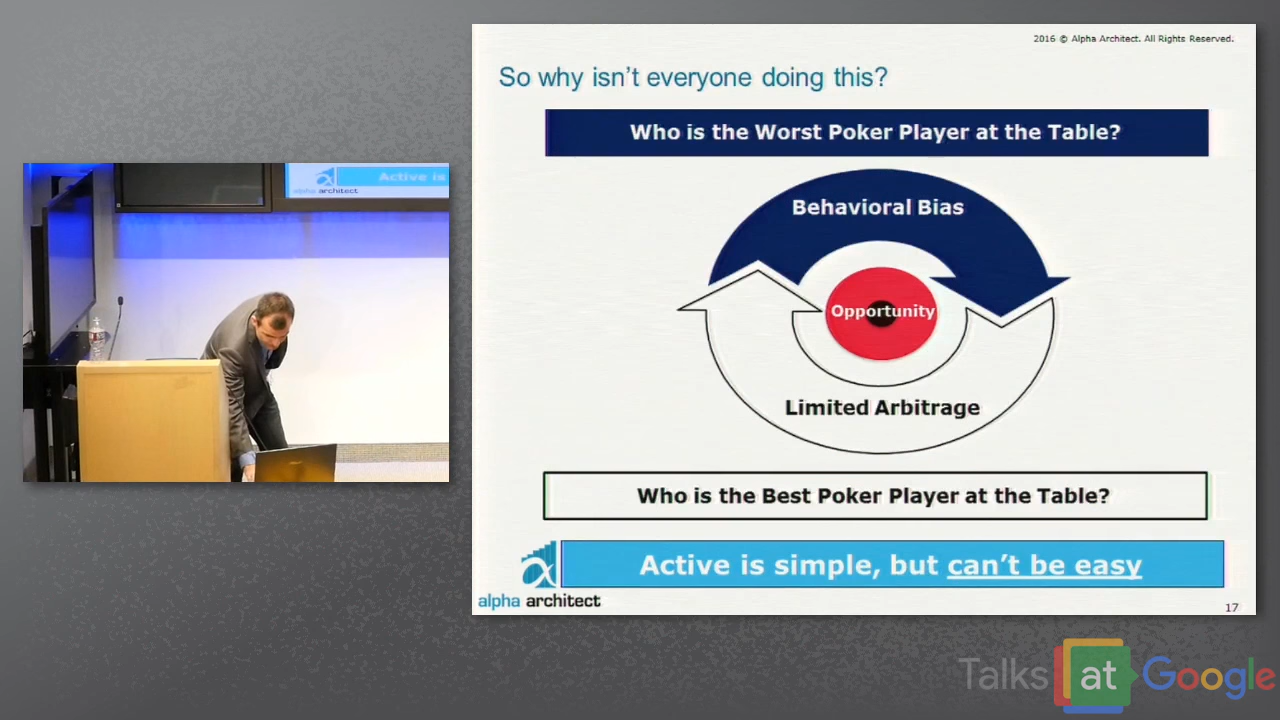 2016 © Alpha Architect. All Rights Reserved.
So why isn't everyone doing this?
Who is the Worst Poker Player at the Table?
Behavioral Bias
Opportunity
Limited Arbitrage
Who is the Best Poker Player at the Table?
Active is simple, but can't be easy
alpha architect
17
Active is
alpha architect
Talks at Google